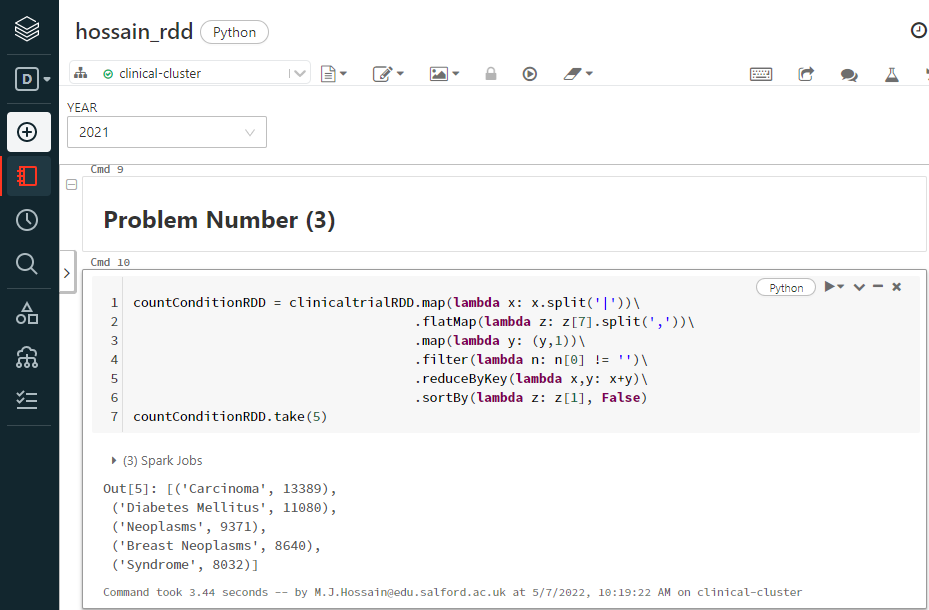 hossain_rdd Python
D clinical-cluster
YEAR
2021
Cmd 9
Problem Number (3)
Cmd 10
Python
1 countConditionRDD = clinicaltrialRDD.map(lambda x: x.split('|'))\
2 .flatMap(lambda z: z[7].split(','))\
3 .map(lambda y: (y,1))\
4 .filter(lambda n: n[0] != '')\
5 .reduceByKey(lambda x,y: x+y)\
6 .sortBy(lambda z: z[1], False)
7 countConditionRDD.take(5)
(3) Spark Jobs
Out[5]: [('Carcinoma', 13389),
('Diabetes Mellitus', 11080),
('Neoplasms', 9371),
('Breast Neoplasms', 8640),
('Syndrome', 8032)]
Command took 3.44 seconds -- by M.J.Hossain@edu.salford.ac.uk at 5/7/2022, 10:19:22 AM on clinical-cluster